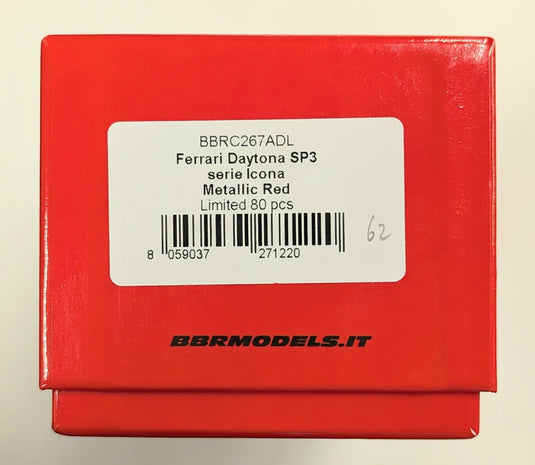 BBRC267ADL
Ferrari Daytona SP3
serie Icona
Metallic Red
Limited 80 pcs
8 059037 271220
62
BBRMODELS.IT